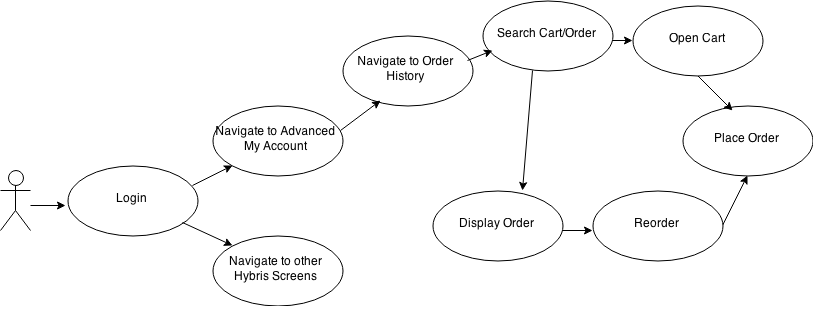 Search Cart/Order
Open Cart
Navigate to Order
History
Navigate to Advanced
My Account
Place Order
Login
Display Order
Reorder
Navigate to other
Hybris Screens